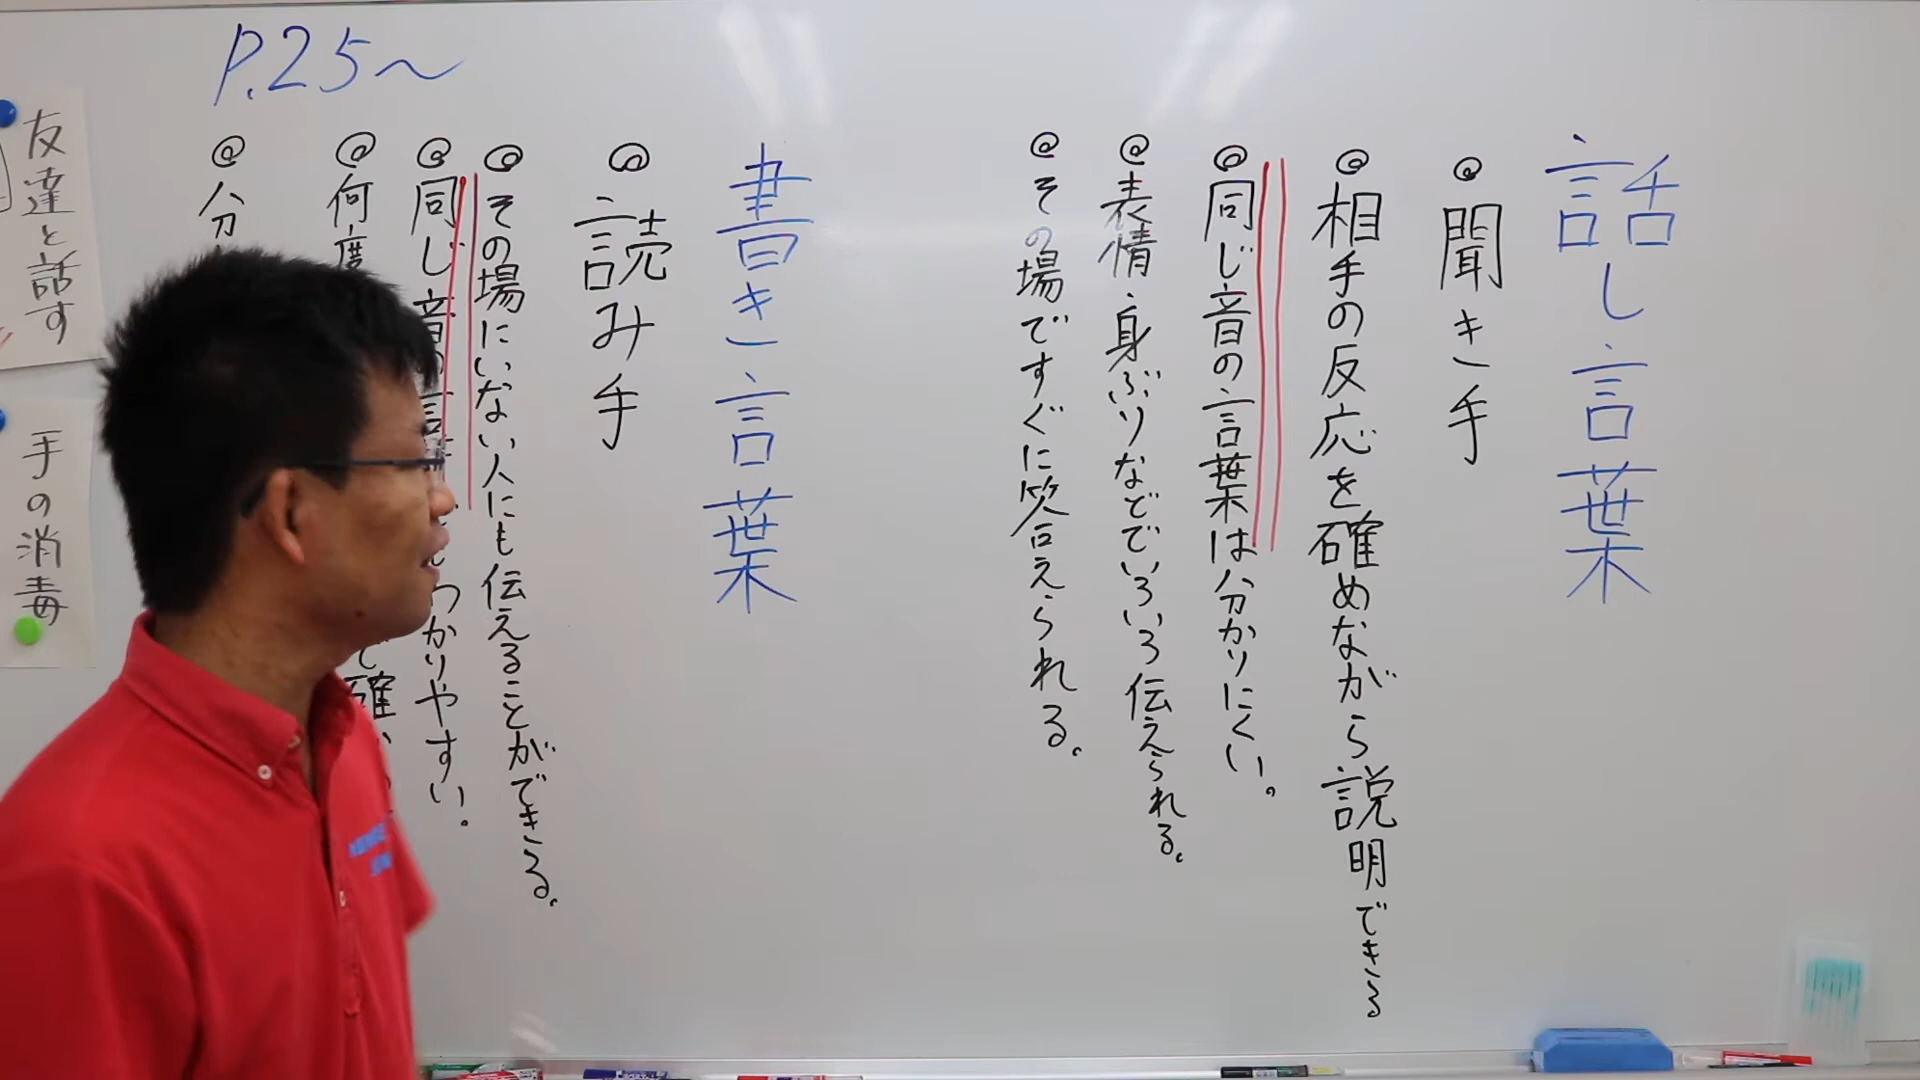 P.25～
話し言葉
聞き手
相手の反応を確めながら説明できる
同じ音の言葉は分かりにくい。
表情・身ぶりなどでいろいろ伝えられる。
その場ですぐに答えられる。
書き言葉
読み手
その場にいない人にも伝えることができる。
同じ音の言 わかりやすい。
何度 確
分
友達と話す
手の消毒